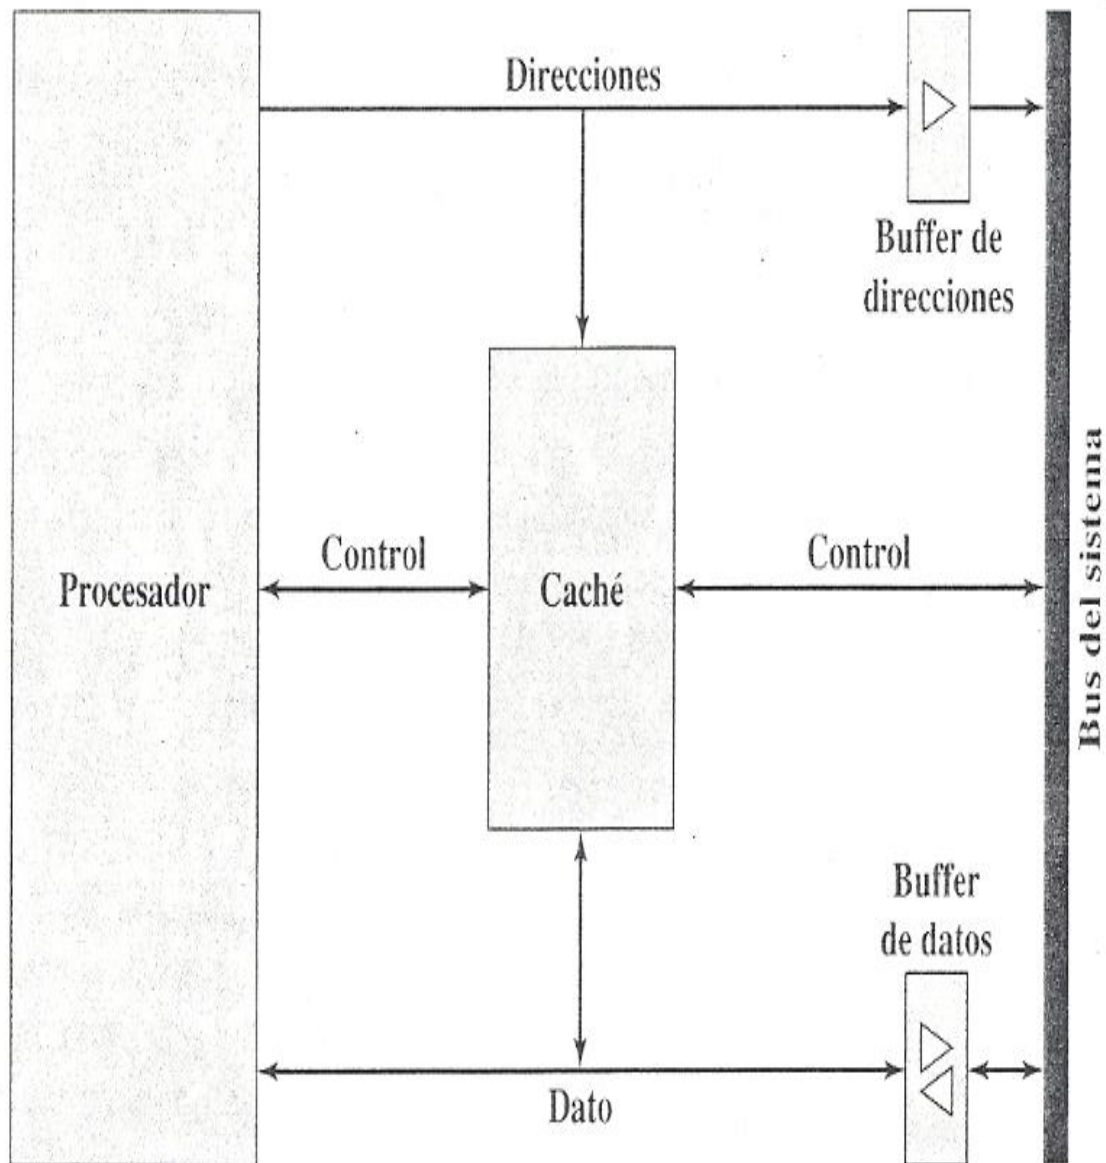 Direcciones
Buffer de
direcciones
Procesador
Control
Caché
Control
Bus del sistema
Buffer
de datos
Dato